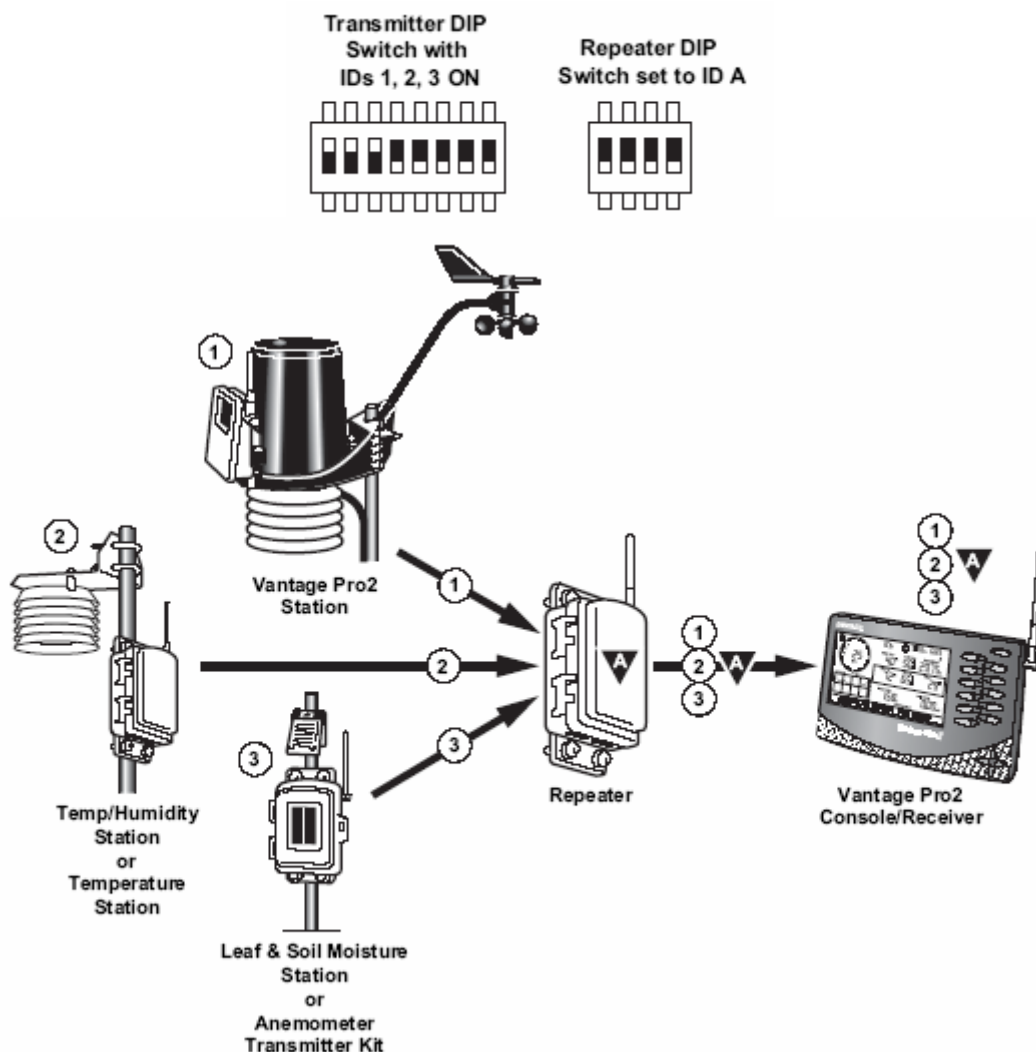 Transmitter DIP
Switch with
IDs 1, 2, 3 ON
Repeater DIP
Switch set to ID A
1
2
Vantage Pro2
Station
1
2
3
3
A
1
2
3
A
1
2
3
A
Temp/Humidity
Station
or
Temperature
Station
Repeater
Vantage Pro2
Console/Receiver
Leaf & Soil Moisture
Station
or
Anemometer
Transmitter Kit